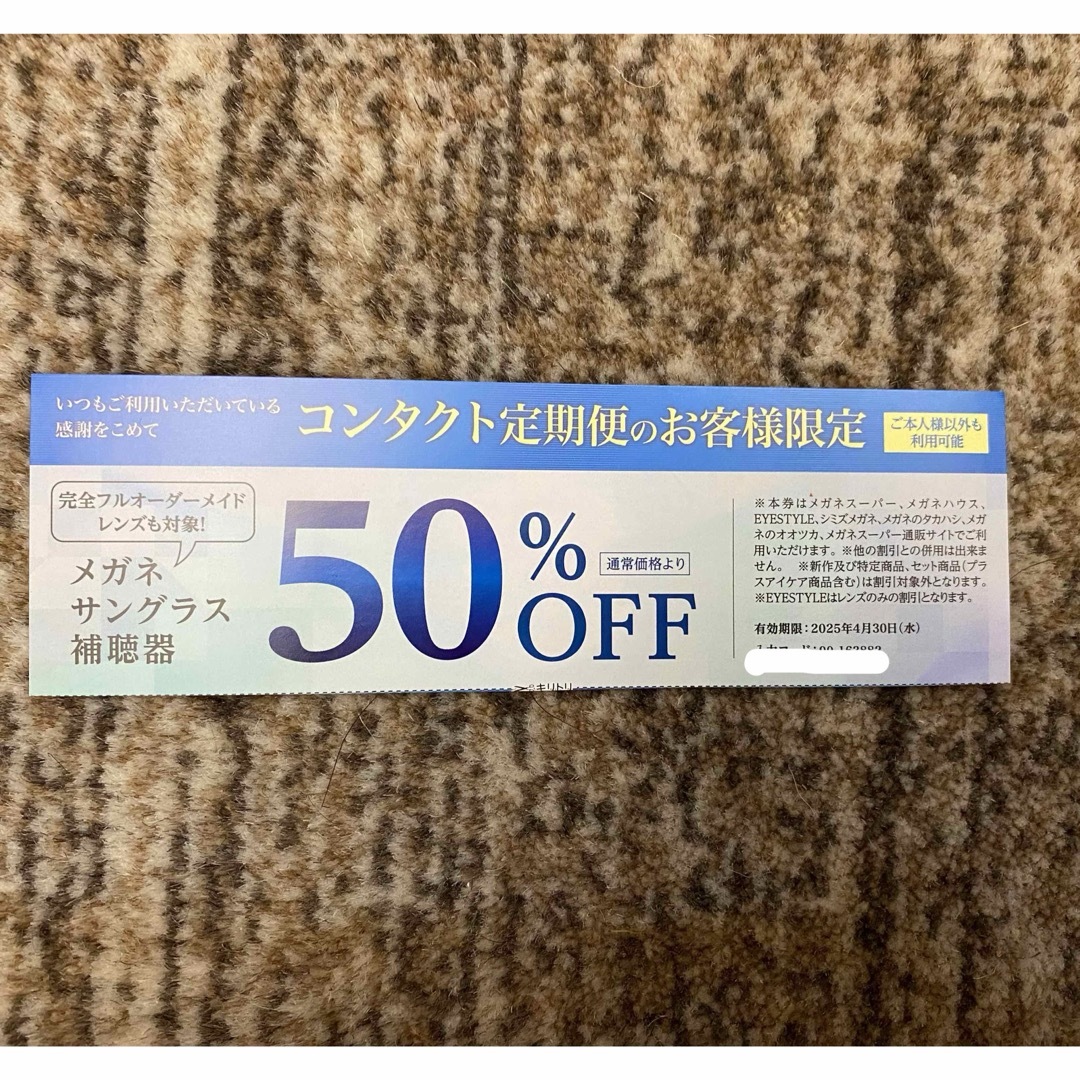 いつもご利用いただいている
感謝をこめて
コンタクト定期便のお客様限定
ご本人様以外も
利用可能
完全フルオーダーメイド
レンズも対象!
メガネ
サングラス
補聴器
50%OFF
通常価格より
※本券はメガネスーパー、メガネハウス、
EYESTYLE、シミズメガネ、メガネのタカハシ、メガ
ネのオオツカ、メガネスーパー通販サイトでご利
用いただけます。※他の割引との併用は出来ま
せん。 ※新作及び特定商品、セット商品(プラ
スアイケア商品含む)は割引対象外となります。
※EYESTYLEはレンズのみの割引となります。
有効期限:2025年4月30日(水)
キリトリ